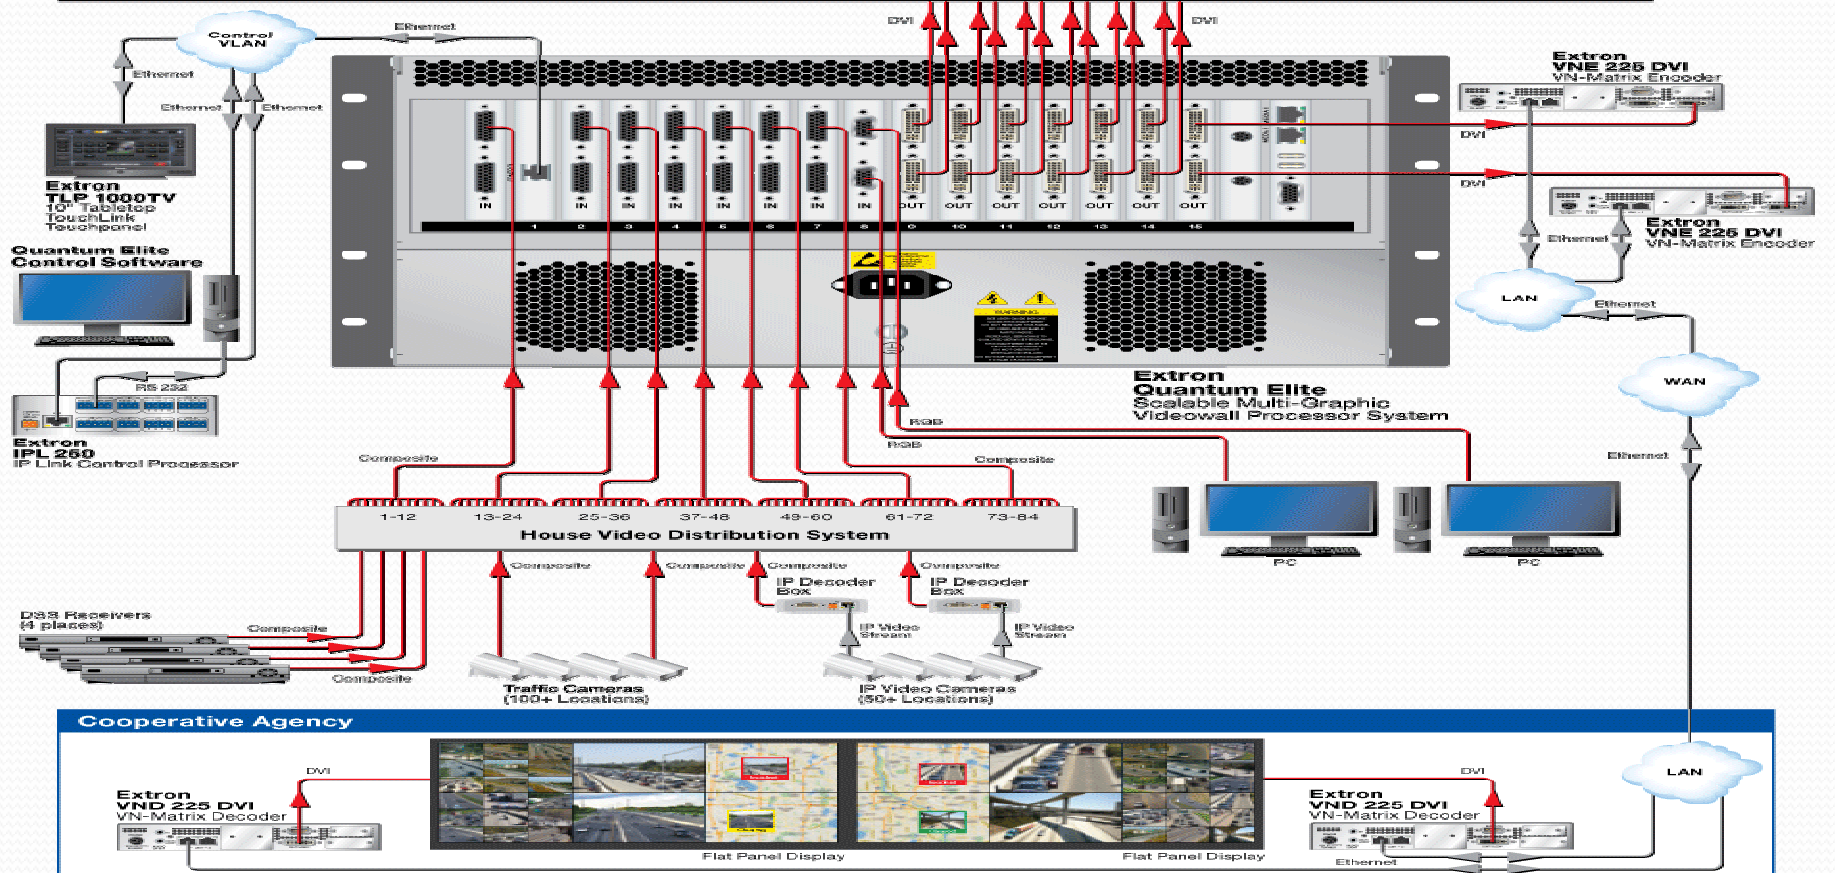 DVI
DVI
Control
VLAN
Ethernet
Ethernet
Ethernet
Ethernet
Extron
TLP 1000TV
10" Tabletop
TouchLink
Touchpanel
Quantum Elite
Control Software
RS 232
Extron
IPL 250
IP Link Control Processor
IN
IN
IN
IN
IN
IN
IN
IN
OUT
OUT
OUT
OUT
OUT
OUT
OUT
1
2
3
4
5
6
7
8
9
10
11
12
13
14
15
WARNING
Extron
VNE 225 DVI
VN-Matrix Encoder
DVI
DVI
Extron
VNE 225 DVI
VN-Matrix Encoder
Ethernet
LAN
Ethernet
WAN
Ethernet
Extron
Quantum Elite
Scalable Multi-Graphic
Videowall Processor System
RGB
RGB
Composite
Composite
1-12
13-24
25-36
37-48
49-60
61-72
73-84
House Video Distribution System
PC
PC
Composite
Composite
Composite
Composite
IP Decoder
Box
IP Decoder
Box
IP Video
Stream
IP Video
Stream
DSS Receivers
(4 places)
Composite
Composite
Traffic Cameras
(100+ Locations)
IP Video Cameras
(50+ Locations)
Cooperative Agency
DVI
Extron
VND 225 DVI
VN-Matrix Decoder
Flat Panel Display
Flat Panel Display
DVI
Extron
VND 225 DVI
VN-Matrix Decoder
Ethernet
LAN